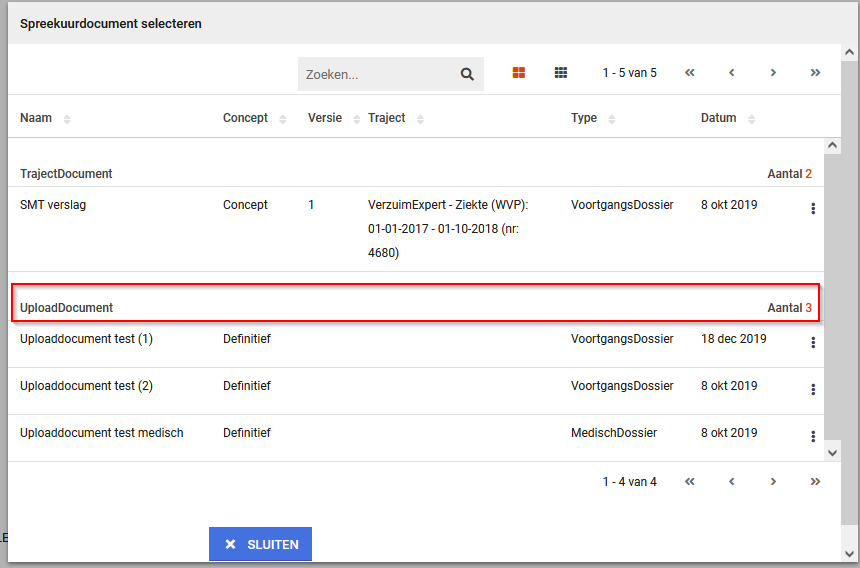 Spreekuurdocument selecteren
Zoeken...
1 - 5 van 5
Naam Concept Versie Traject Type Datum
TrajectDocument Aantal 2
SMT verslag Concept 1 VerzuimExpert - Ziekte (WVP): VoortgangsDossier 8 okt 2019
01-01-2017 - 01-10-2018 (nr:
4680)
UploadDocument Aantal 3
Uploaddocument test (1) Definitief VoortgangsDossier 18 dec 2019
Uploaddocument test (2) Definitief VoortgangsDossier 8 okt 2019
Uploaddocument test medisch Definitief MedischDossier 8 okt 2019
1 - 4 van 4
SLUITEN